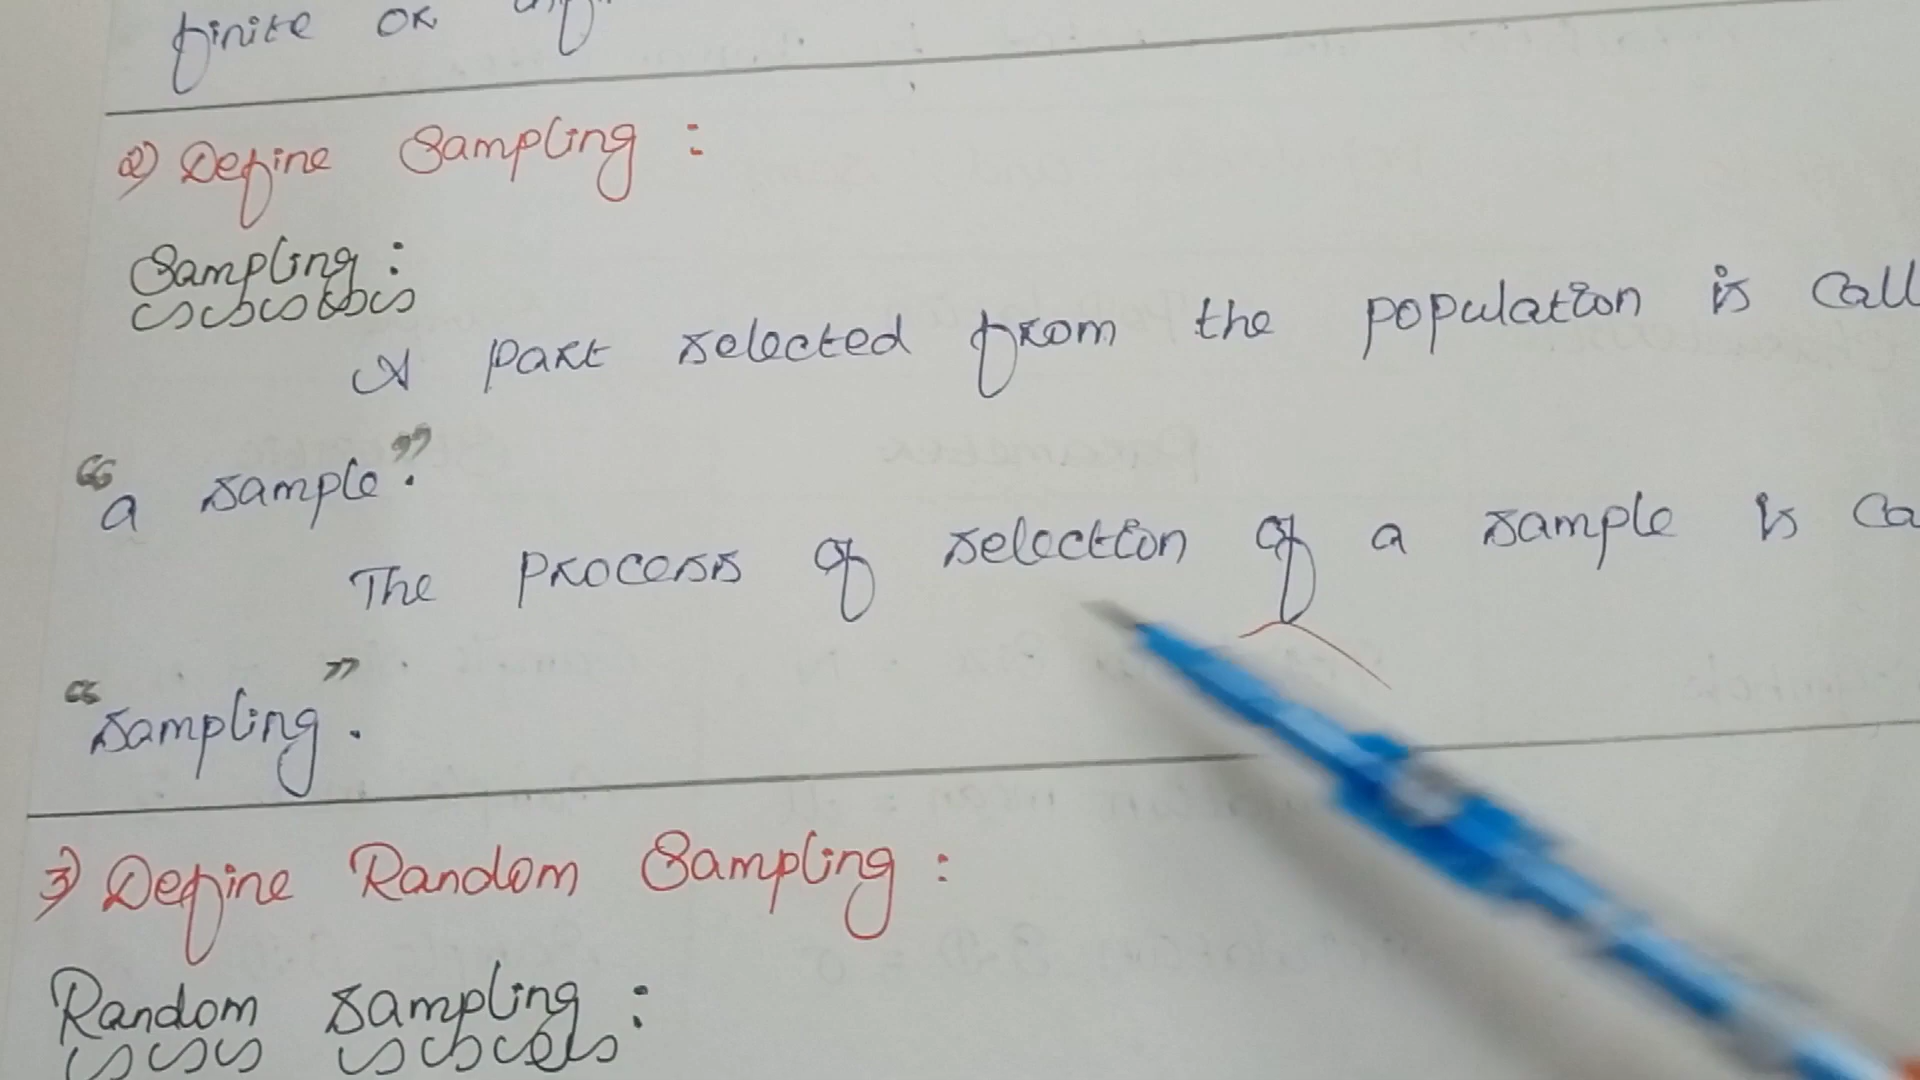 finite or
2) Define Sampling :
Sampling :
A part selected from the population is call
"a sample".
The process of selection of a sample is ca
"sampling".
3) Define Random Sampling :
Random sampling :